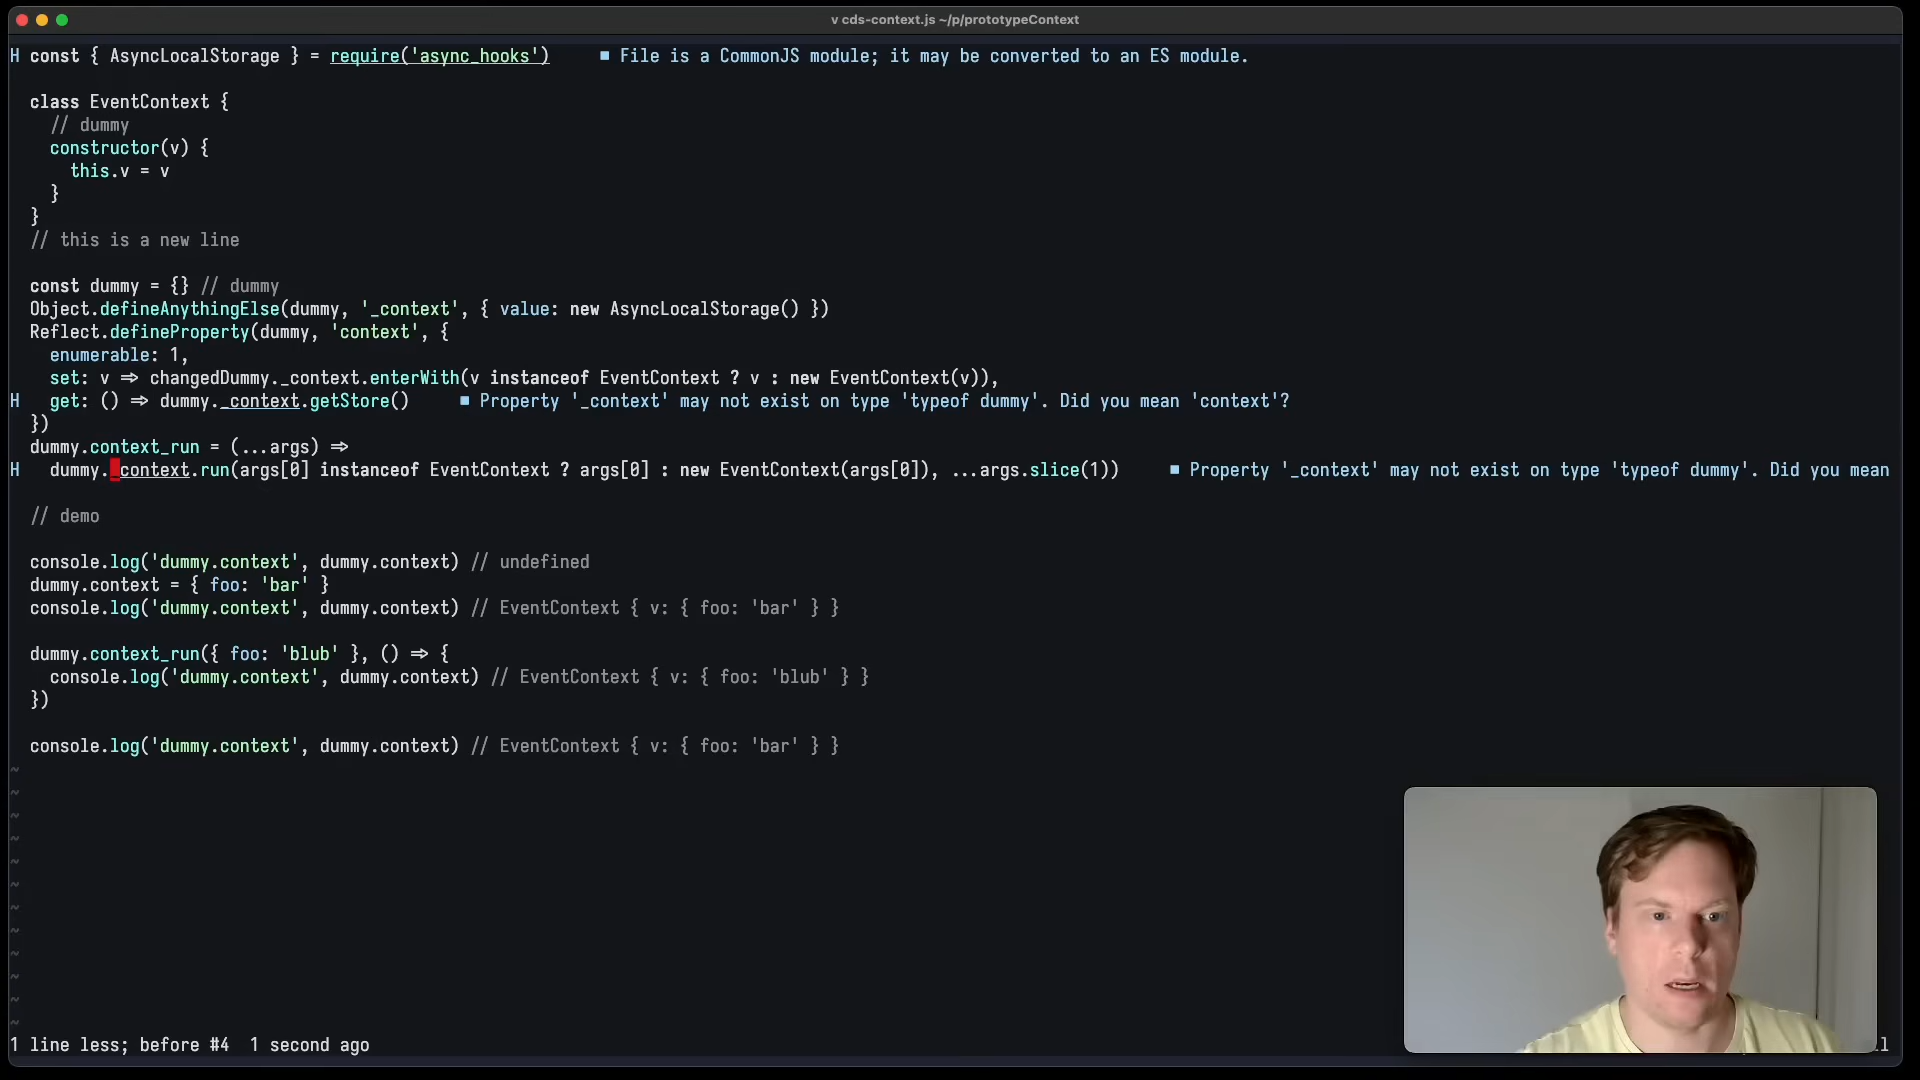 v cds-context.js ~/p/prototypeContext
H const { AsyncLocalStorage } = require('async_hooks')     ■ File is a CommonJS module; it may be converted to an ES module.
class EventContext {
// dummy
constructor(v) {
this.v = v
}
}
// this is a new line
const dummy = {} // dummy
Object.defineAnythingElse(dummy, '_context', { value: new AsyncLocalStorage() })
Reflect.defineProperty(dummy, 'context', {
enumerable: 1,
set: v => changedDummy._context.enterWith(v instanceof EventContext ? v : new EventContext(v)),
H get: () => dummy._context.getStore()     ■ Property '_context' may not exist on type 'typeof dummy'. Did you mean 'context'?
})
dummy.context_run = (...args) =>
H dummy._context.run(args[0] instanceof EventContext ? args[0] : new EventContext(args[0]), ...args.slice(1))     ■ Property '_context' may not exist on type 'typeof dummy'. Did you mean
// demo
console.log('dummy.context', dummy.context) // undefined
dummy.context = { foo: 'bar' }
console.log('dummy.context', dummy.context) // EventContext { v: { foo: 'bar' } }
dummy.context_run({ foo: 'blub' }, () => {
console.log('dummy.context', dummy.context) // EventContext { v: { foo: 'blub' } }
})
console.log('dummy.context', dummy.context) // EventContext { v: { foo: 'bar' } }
~
~
~
~
~
~
~
~
~
~
~
~
1 line less; before #4  1 second ago